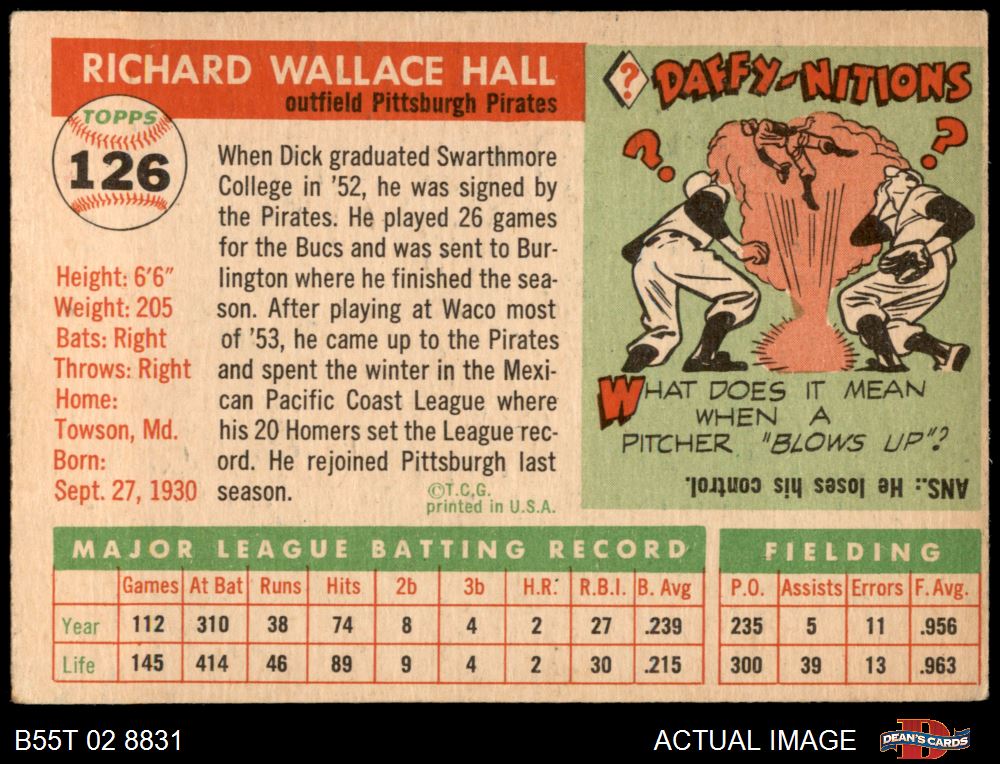 RICHARD WALLACE HALL
outfield Pittsburgh Pirates
TOPPS
126
Height: 6'6"
Weight: 205
Bats: Right
Throws: Right
Home:
Towson, Md.
Born:
Sept. 27, 1930
When Dick graduated Swarthmore
College in '52, he was signed by
the Pirates. He played 26 games
for the Bucs and was sent to Bur-
lington where he finished the sea-
son. After playing at Waco most
of '53, he came up to the Pirates
and spent the winter in the Mexi-
can Pacific Coast League where
his 20 Homers set the League rec-
ord. He rejoined Pittsburgh last
season.
©T.C.G.
printed in U.S.A.
? DAFFY-NITIONS
? ?
WHAT DOES IT MEAN
WHEN A
PITCHER "BLOWS UP"?
ANS.: He loses his control.
MAJOR LEAGUE BATTING RECORD
Games At Bat Runs Hits 2b 3b H.R. R.B.I. B. Avg
Year 112 310 38 74 8 4 2 27 .239
Life 145 414 46 89 9 4 2 30 .215
FIELDING
P.O. Assists Errors F. Avg.
235 5 11 .956
300 39 13 .963
B55T 02 8831
ACTUAL IMAGE
D
DEAN'S CARDS